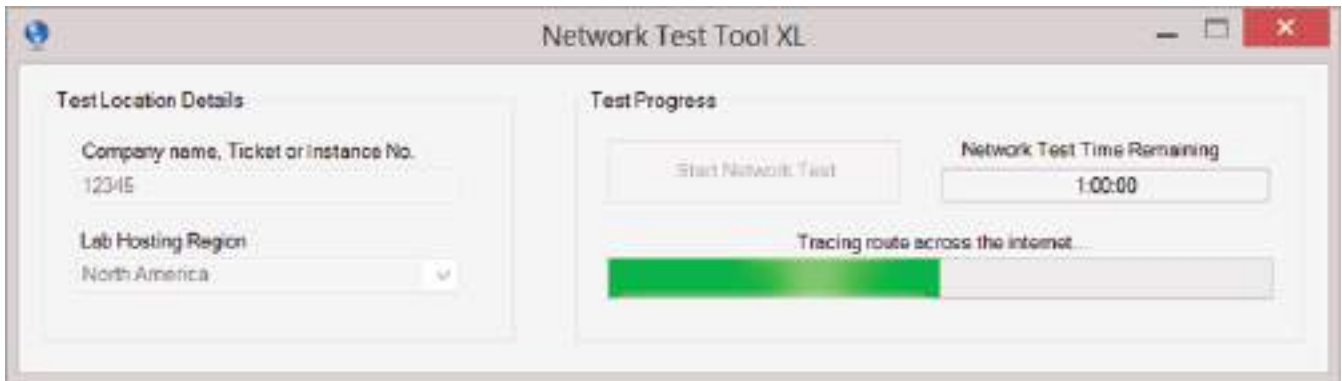 Network Test Tool XL
Test Location Details
Company name, Ticket or Instance No.
12345
Lab Hosting Region
North America
Test Progress
Start Network Test
Network Test Time Remaining
1:00:00
Tracing route across the internet...